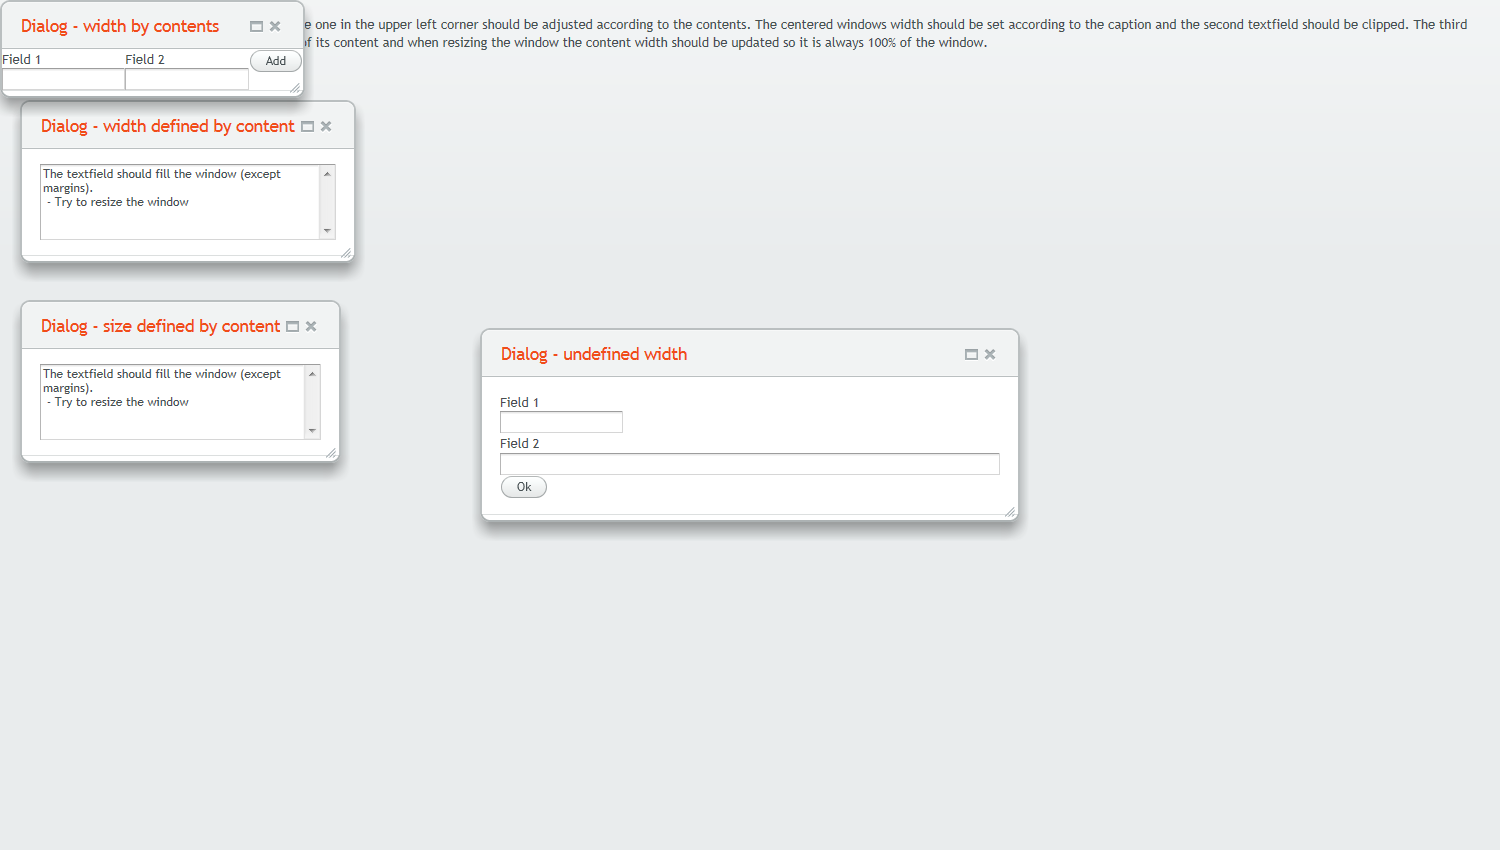 Dialog - width by contents
e one in the upper left corner should be adjusted according to the contents. The centered windows width should be set according to the caption and the second textfield should be clipped. The third
of its content and when resizing the window the content width should be updated so it is always 100% of the window.
Field 1 Field 2 Add
Dialog - width defined by content
The textfield should fill the window (except
margins).
- Try to resize the window
Dialog - size defined by content
The textfield should fill the window (except
margins).
- Try to resize the window
Dialog - undefined width
Field 1
Field 2
Ok